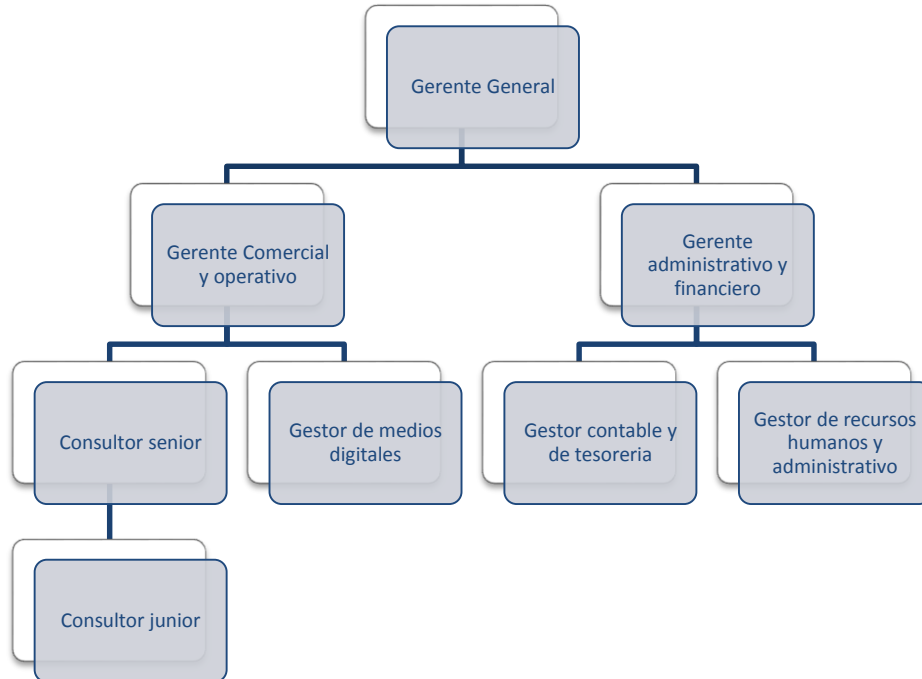 Gerente General
Gerente Comercial
y operativo
Gerente
administrativo y
financiero
Consultor senior
Gestor de medios
digitales
Gestor contable y
de tesoreria
Gestor de recursos
humanos y
administrativo
Consultor junior